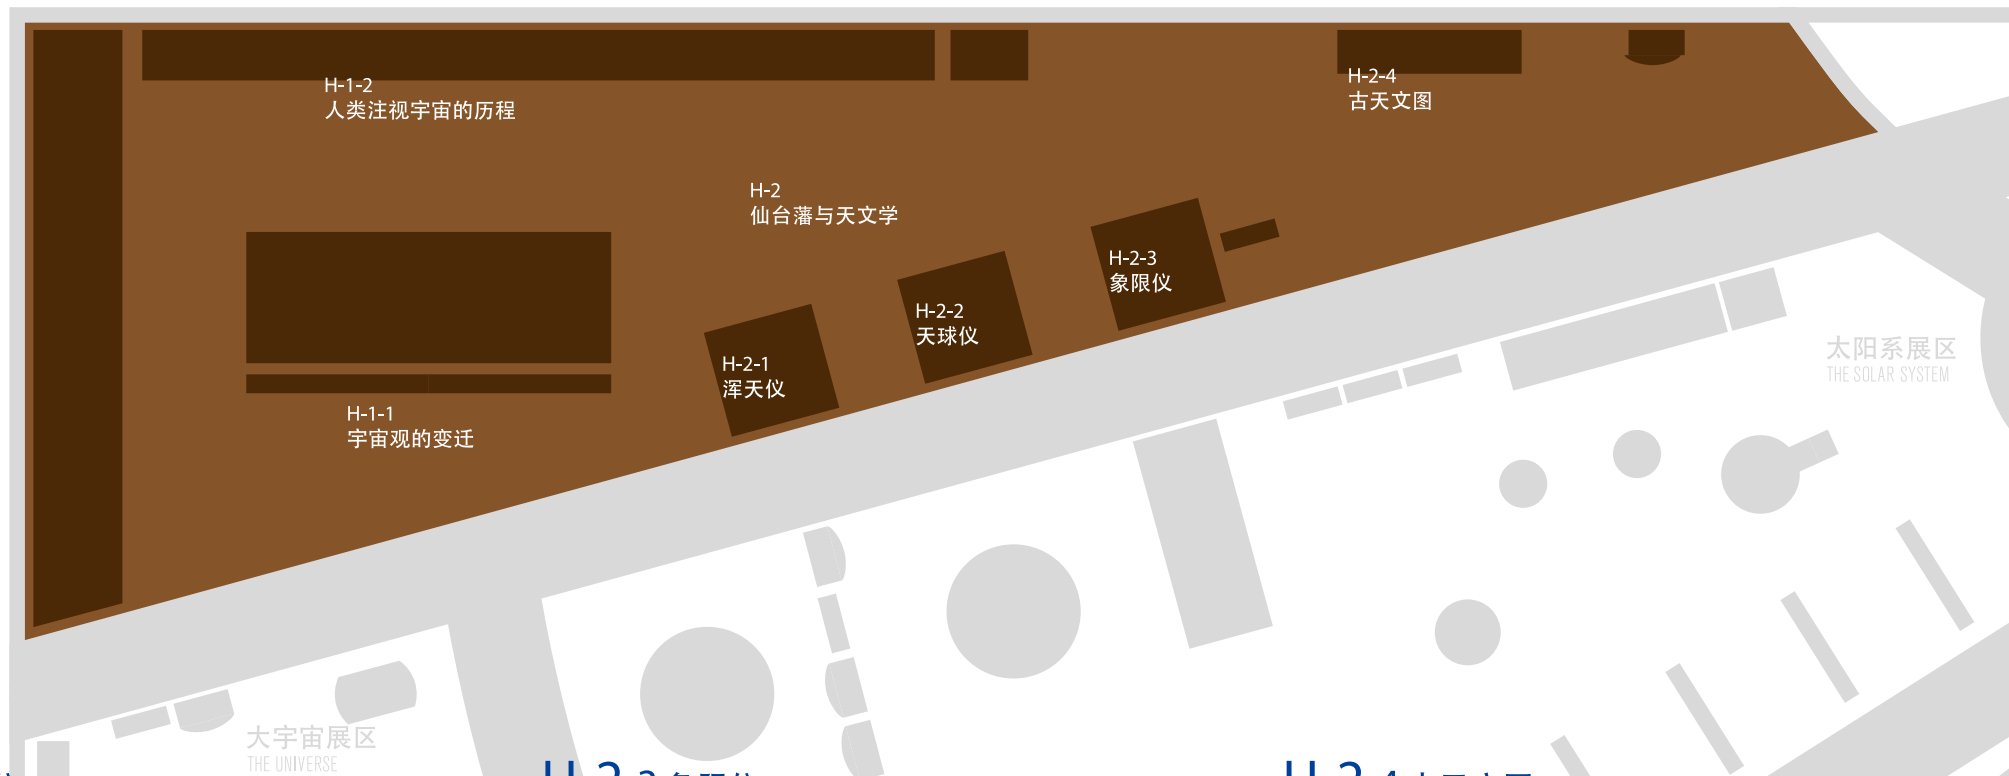 H-1-2
人类注视宇宙的历程
H-2-4
古天文图
H-2
仙台藩与天文学
H-2-3
象限仪
H-2-2
天球仪
H-2-1
浑天仪
H-1-1
宇宙观的变迁
太阳系展区
THE SOLAR SYSTEM
大宇宙展区
THE UNIVERSE